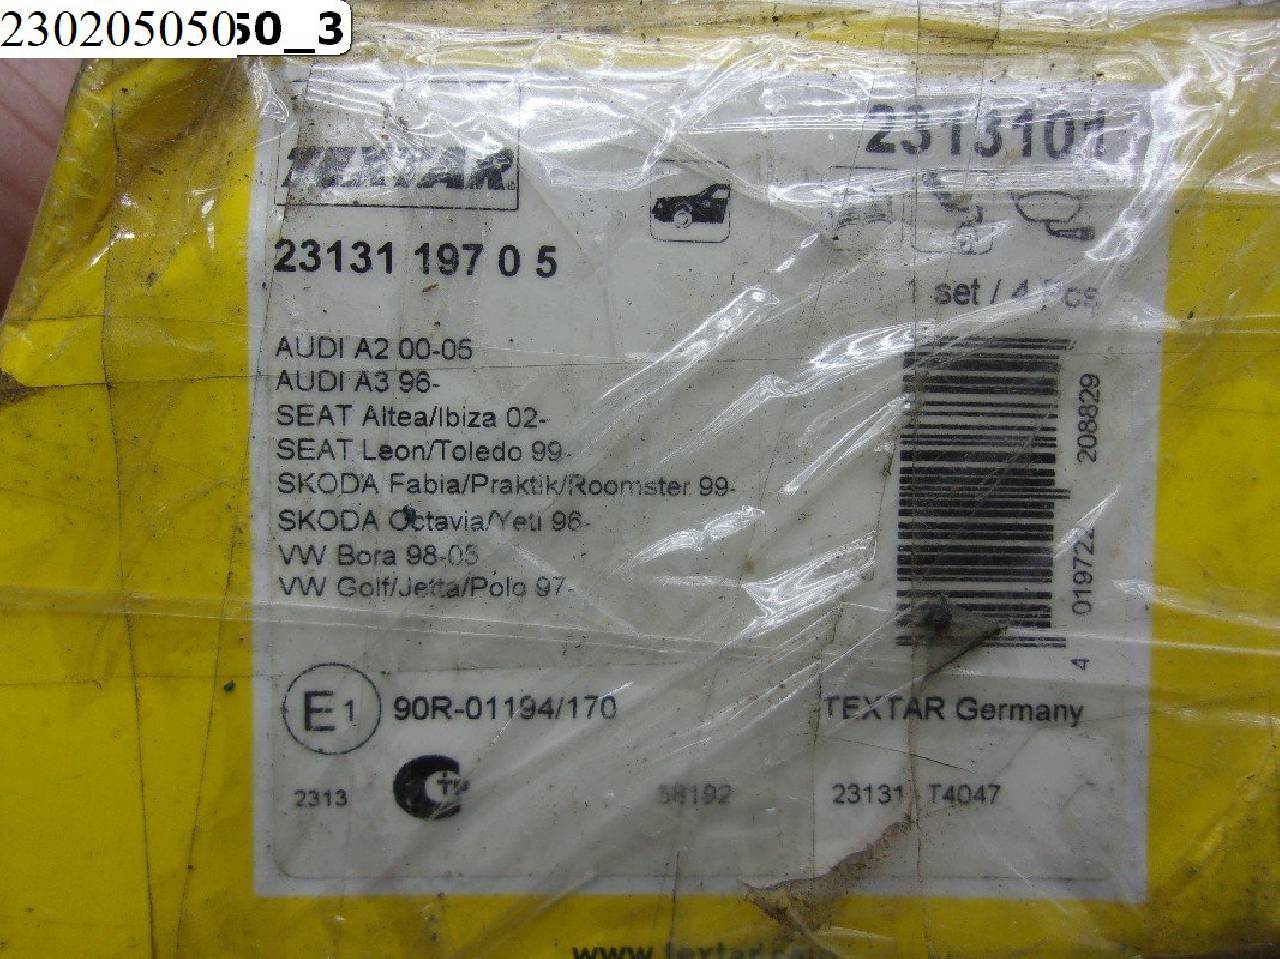 23020505050_3
TEXTAR
2313101
23131 197 0 5
1 set / 4 Pcs
AUDI A2 00-05
AUDI A3 96-
SEAT Altea/Ibiza 02-
SEAT Leon/Toledo 99-
SKODA Fabia/Praktik/Roomster 99-
SKODA Octavia/Yeti 96-
VW Bora 98-05
VW Golf/Jetta/Polo 97-
4 019722 208829
E1 90R-01194/170
TEXTAR Germany
2313
23131 T4047